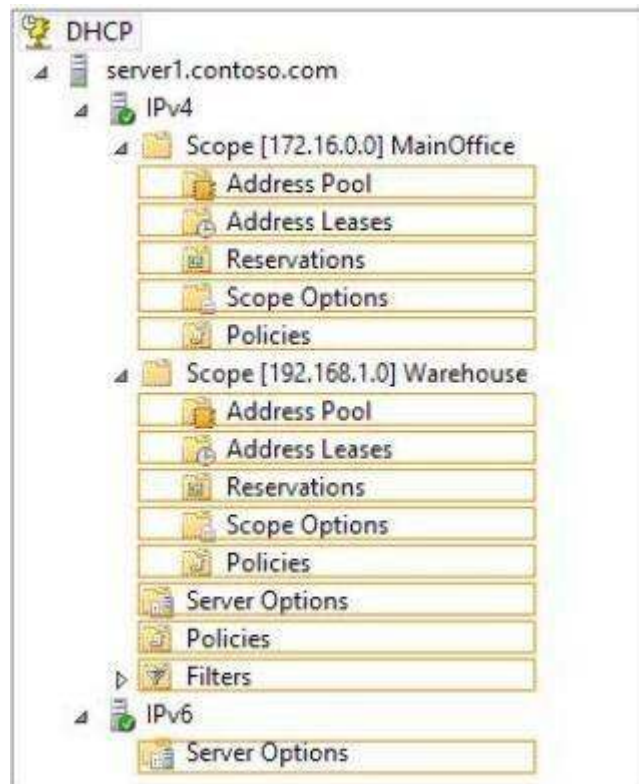 DHCP
server1.contoso.com
IPv4
Scope [172.16.0.0] MainOffice
Address Pool
Address Leases
Reservations
Scope Options
Policies
Scope [192.168.1.0] Warehouse
Address Pool
Address Leases
Reservations
Scope Options
Policies
Server Options
Policies
Filters
IPv6
Server Options